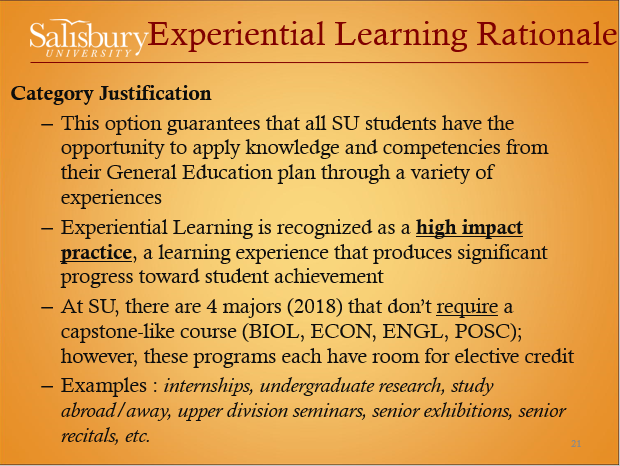 Salisbury
UNIVERSITY
Experiential Learning Rationale
Category Justification
– This option guarantees that all SU students have the
opportunity to apply knowledge and competencies from
their General Education plan through a variety of
experiences
– Experiential Learning is recognized as a high impact
practice, a learning experience that produces significant
progress toward student achievement
– At SU, there are 4 majors (2018) that don’t require a
capstone-like course (BIOL, ECON, ENGL, POSC);
however, these programs each have room for elective credit
– Examples : internships, undergraduate research, study
abroad/away, upper division seminars, senior exhibitions, senior
recitals, etc.
21